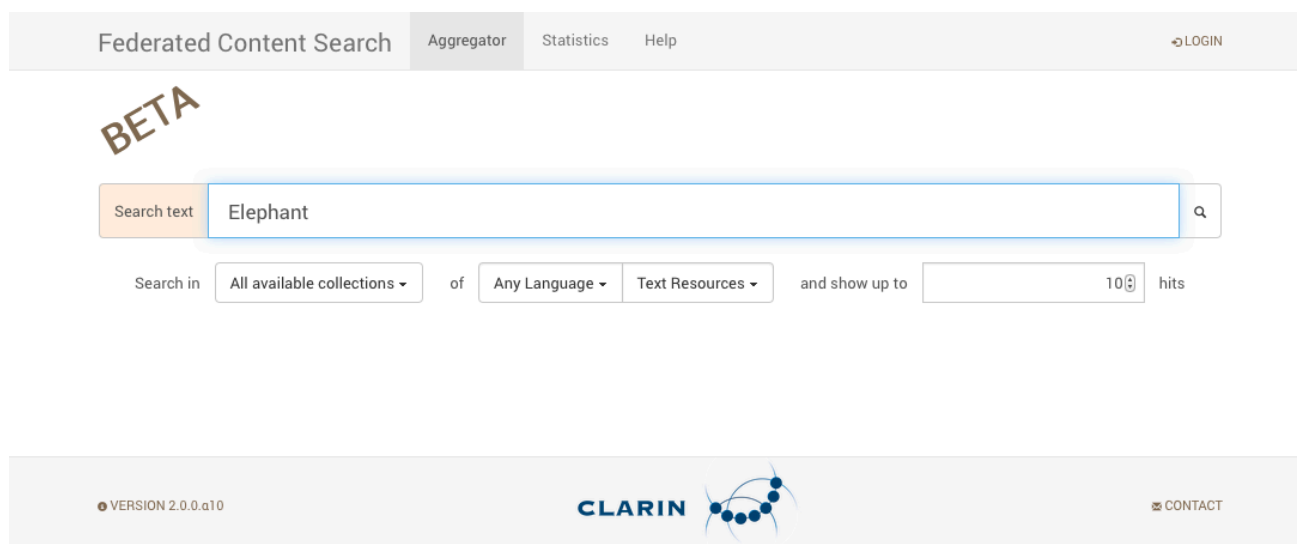 Federated Content Search Aggregator Statistics Help LOGIN
BETA
Search text Elephant
Search in All available collections of Any Language Text Resources and show up to 10 hits
VERSION 2.0.0.a10 CLARIN CONTACT